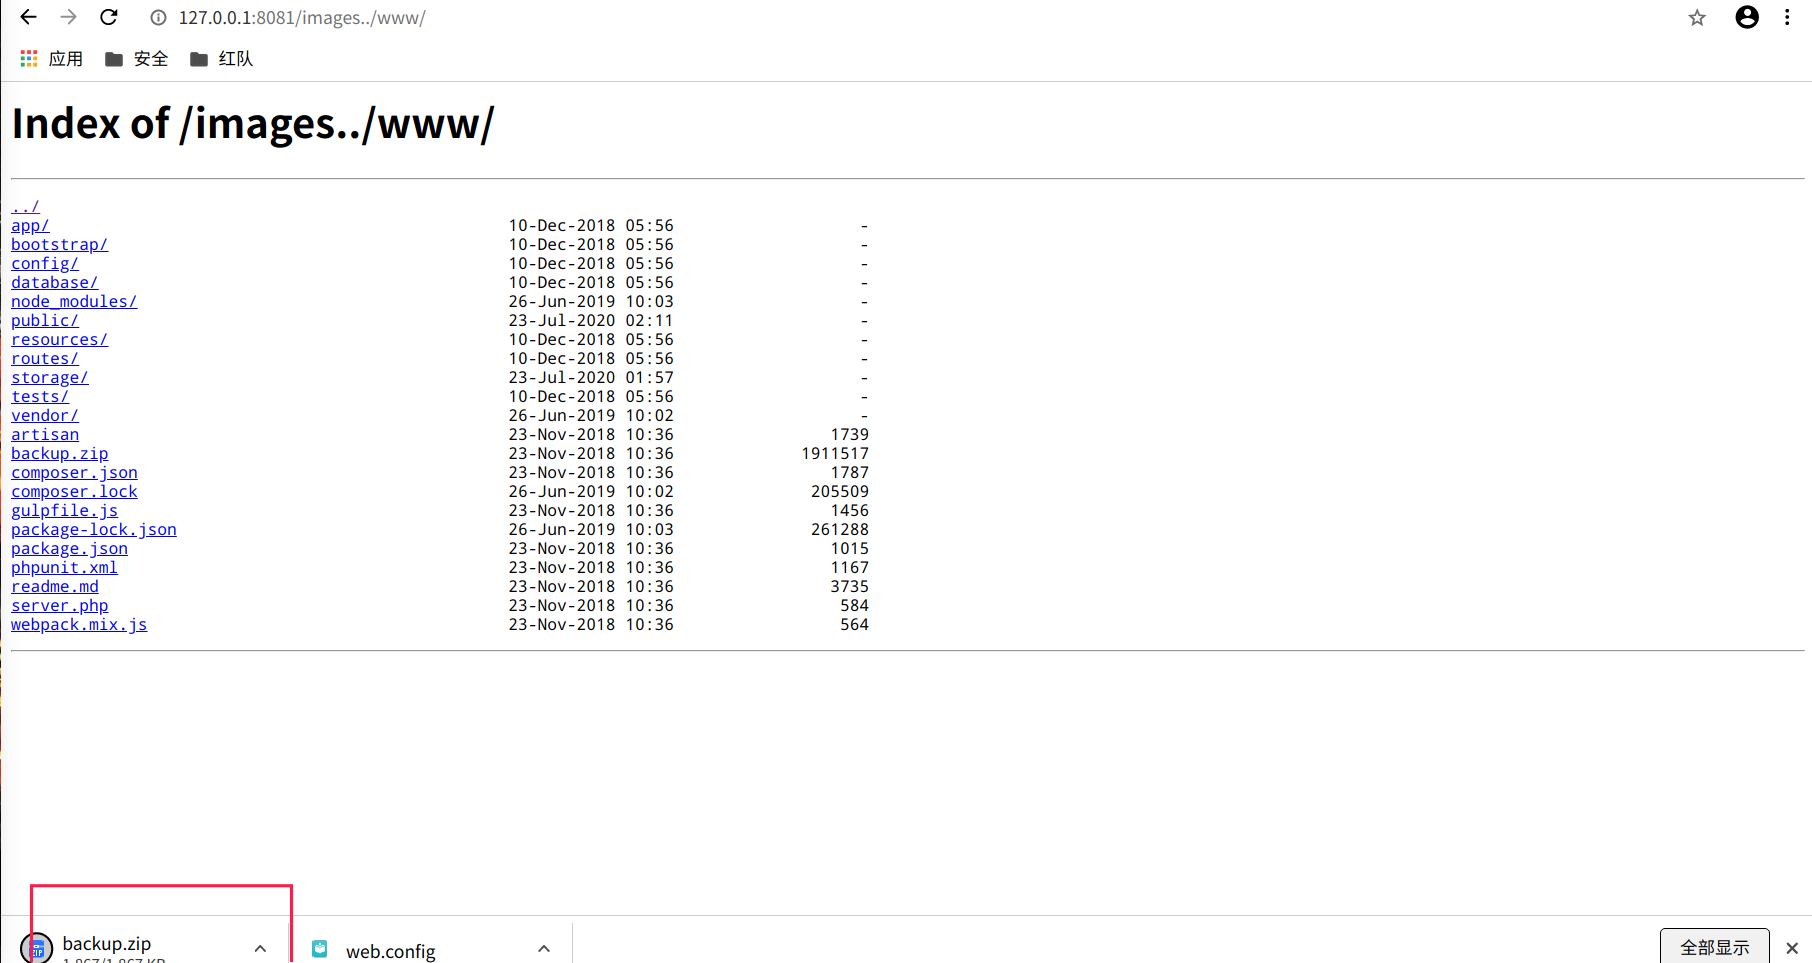 127.0.0.1:8081/images../www/
应用 安全 红队
Index of /images../www/
../
app/ 10-Dec-2018 05:56 -
bootstrap/ 10-Dec-2018 05:56 -
config/ 10-Dec-2018 05:56 -
database/ 10-Dec-2018 05:56 -
node_modules/ 26-Jun-2019 10:03 -
public/ 23-Jul-2020 02:11 -
resources/ 10-Dec-2018 05:56 -
routes/ 10-Dec-2018 05:56 -
storage/ 23-Jul-2020 01:57 -
tests/ 10-Dec-2018 05:56 -
vendor/ 26-Jun-2019 10:02 -
artisan 23-Nov-2018 10:36 1739
backup.zip 23-Nov-2018 10:36 1911517
composer.json 23-Nov-2018 10:36 1787
composer.lock 26-Jun-2019 10:02 205509
gulpfile.js 23-Nov-2018 10:36 1456
package-lock.json 26-Jun-2019 10:03 261288
package.json 23-Nov-2018 10:36 1015
phpunit.xml 23-Nov-2018 10:36 1167
readme.md 23-Nov-2018 10:36 3735
server.php 23-Nov-2018 10:36 584
webpack.mix.js 23-Nov-2018 10:36 564
backup.zip web.config 全部显示
ZIP 1,867/1,867 KB